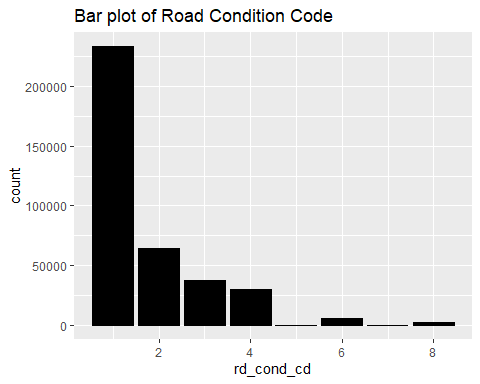 Bar plot of Road Condition Code
200000
150000
100000
50000
0
count
2 4 6 8
rd_cond_cd